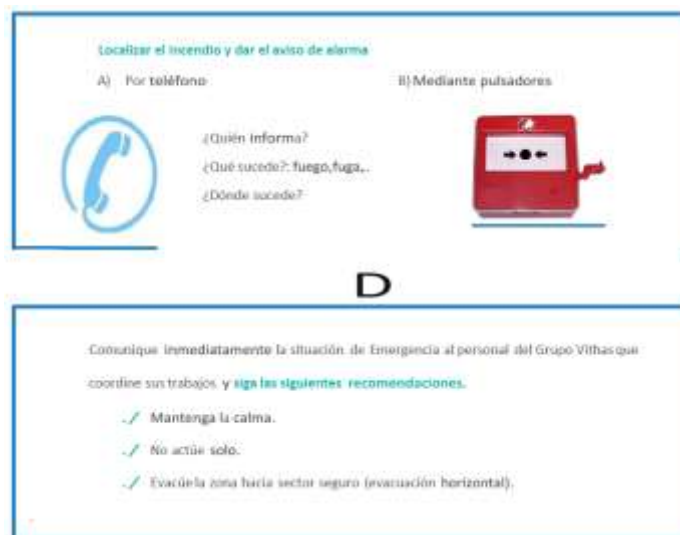 Localizar el incendio y dar el aviso de alarma
A) Por teléfono
B) Mediante pulsadores
¿Quién informa?
¿Qué sucede?: fuego,fuga,..
¿Dónde sucede?
D
Comunique inmediatamente la situación de Emergencia al personal del Grupo Vithas que
coordine sus trabajos y siga las siguientes recomendaciones.
Mantenga la calma.
No actúe solo.
Evacúe la zona hacia sector seguro (evacuación horizontal).